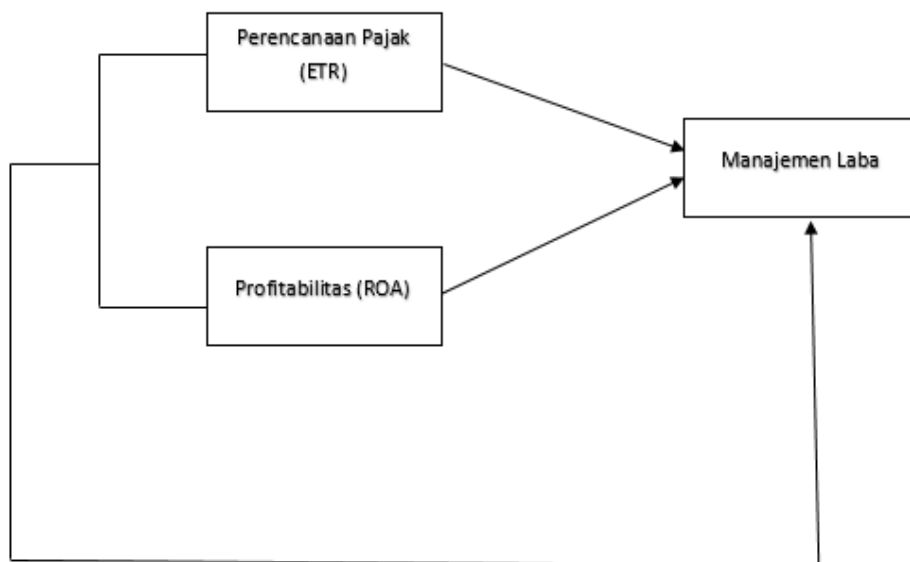 Perencanaan Pajak
(ETR)
Manajemen Laba
Profitabilitas (ROA)